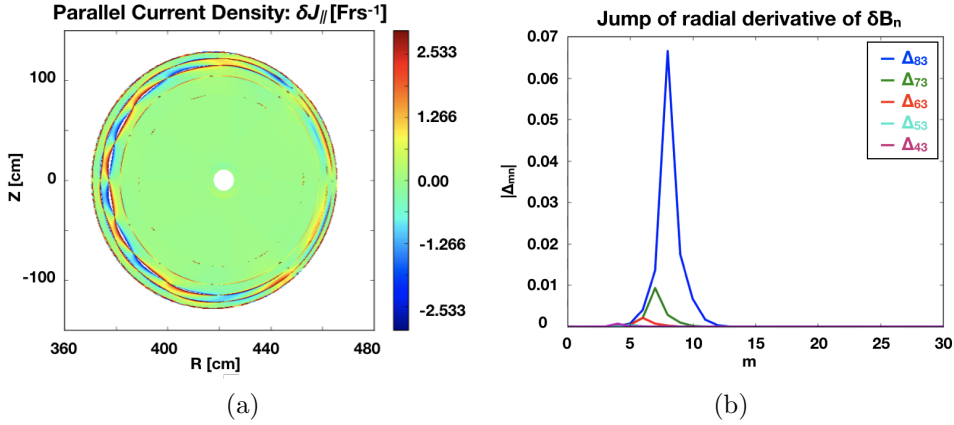 Parallel Current Density: δJ⫽ [Frs⁻¹]
100
0
-100
Z [cm]
360
400
440
480
R [cm]
2.533
1.266
0.00
-1.266
-2.533
(a)
Jump of radial derivative of δBₙ
0.07
0.06
0.05
0.04
0.03
0.02
0.01
0
|Δₘₙ|
0
5
10
15
20
25
30
m
Δ₈₃
Δ₇₃
Δ₆₃
Δ₅₃
Δ₄₃
(b)